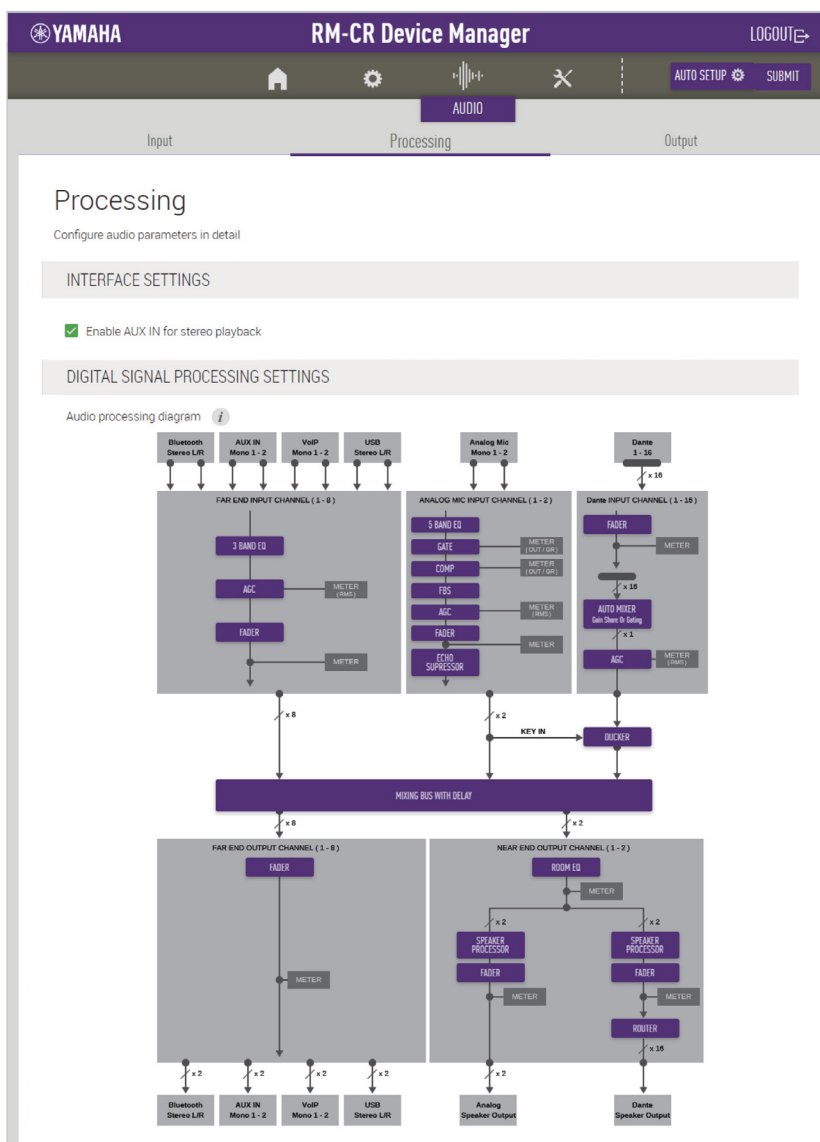 YAMAHA
RM-CR Device Manager
LOGOUT
AUTO SETUP
SUBMIT
AUDIO
Input
Processing
Output
Processing
Configure audio parameters in detail
INTERFACE SETTINGS
Enable AUX IN for stereo playback
DIGITAL SIGNAL PROCESSING SETTINGS
Audio processing diagram i
Bluetooth
Stereo L/R
AUX IN
Mono 1 - 2
VoIP
Mono 1 - 2
USB
Stereo L/R
Analog Mic
Mono 1 - 2
Dante
1 - 16
x 16
FAR END INPUT CHANNEL ( 1 - 8 )
3 BAND EQ
AGC
METER
(RMS)
FADER
METER
x 8
ANALOG MIC INPUT CHANNEL ( 1 - 2 )
5 BAND EQ
GATE
METER
( OUT / GR )
COMP
METER
( OUT / GR )
FBS
AGC
METER
(RMS)
FADER
METER
ECHO
SUPRESSOR
x 2
KEY IN
Dante INPUT CHANNEL ( 1 - 16 )
FADER
METER
x 16
AUTO MIXER
Gain Share Or Gating
x 1
AGC
METER
(RMS)
DUCKER
MIXING BUS WITH DELAY
x 8
x 2
FAR END OUTPUT CHANNEL ( 1 - 8 )
FADER
METER
NEAR END OUTPUT CHANNEL ( 1 - 2 )
ROOM EQ
METER
x 2
x 2
SPEAKER
PROCESSOR
SPEAKER
PROCESSOR
FADER
FADER
METER
METER
ROUTER
x 16
x 2
x 2
x 2
x 2
x 2
Bluetooth
Stereo L/R
AUX IN
Mono 1 - 2
VoIP
Mono 1 - 2
USB
Stereo L/R
Analog
Speaker Output
Dante
Speaker Output